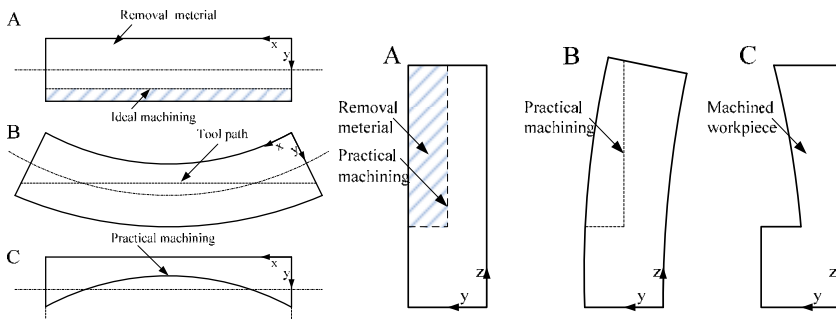 A
Removal meterial
x
y
Ideal machining
B
Tool path
x
y
Practical machining
C
x
y
A
Removal
meterial
Practical
machining
z
y
B
Practical
machining
z
y
C
Machined
workpiece